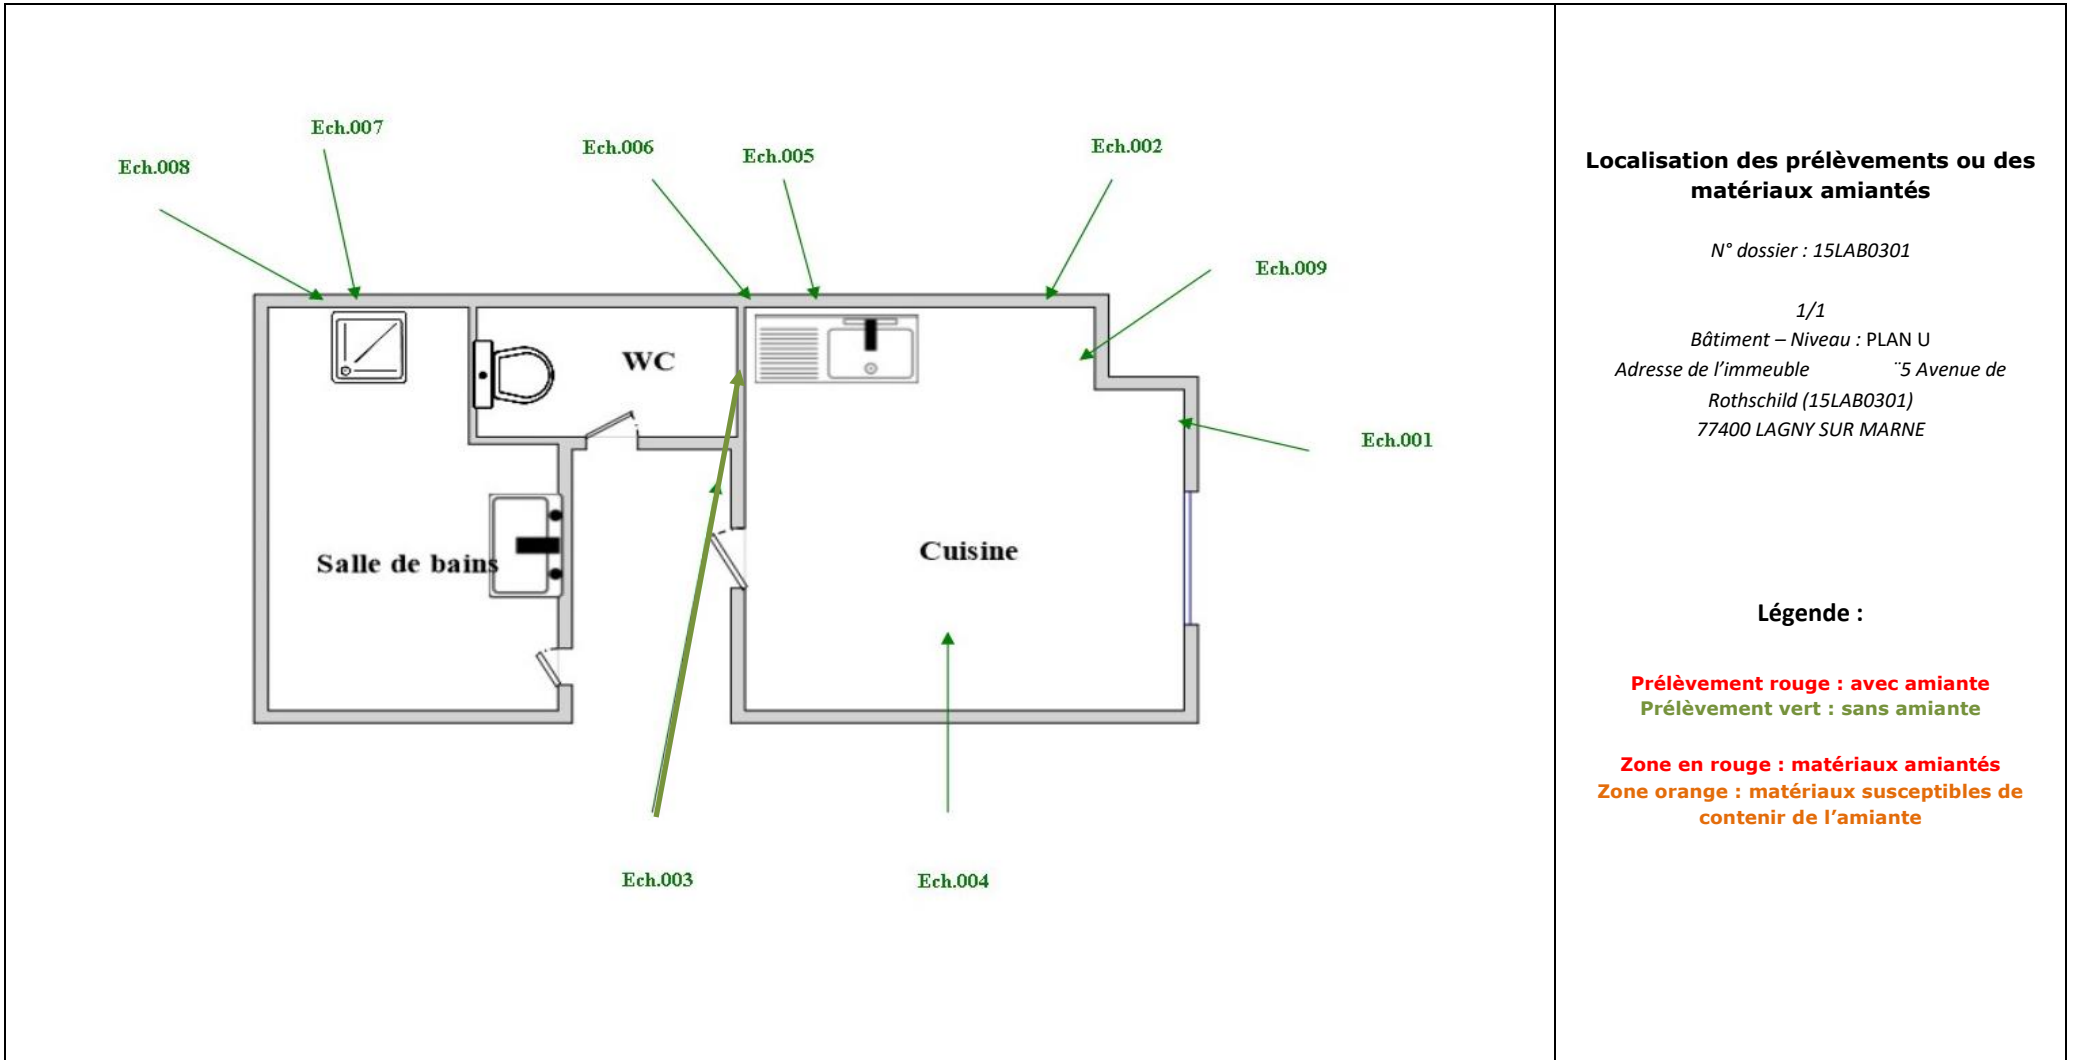 Ech.007
Ech.008
Ech.006
Ech.005
Ech.002
Ech.009
Ech.001
WC
Cuisine
Salle de bains
Ech.003
Ech.004
Localisation des prélèvements ou des
matériaux amiantés
N° dossier : 15LAB0301
1/1
Bâtiment – Niveau : PLAN U
Adresse de l'immeuble ¨5 Avenue de
Rothschild (15LAB0301)
77400 LAGNY SUR MARNE
Légende :
Prélèvement rouge : avec amiante
Prélèvement vert : sans amiante
Zone en rouge : matériaux amiantés
Zone orange : matériaux susceptibles de
contenir de l’amiante